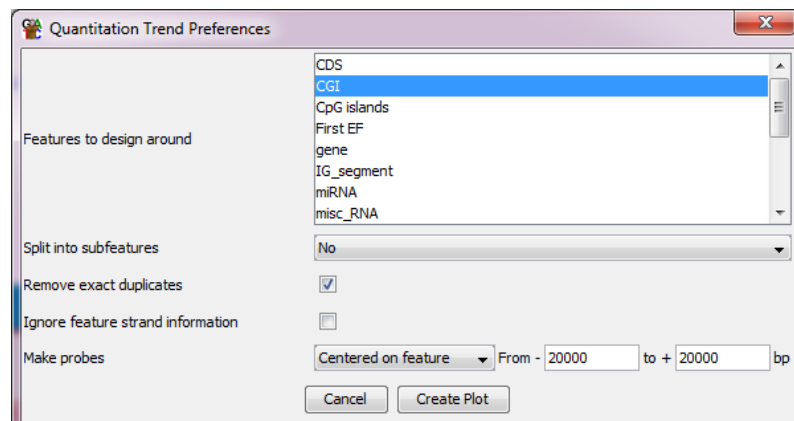 Quantitation Trend Preferences
CDS
CGI
CpG islands
First EF
Features to design around
gene
IG_segment
miRNA
misc_RNA
Split into subfeatures No
Remove exact duplicates
Ignore feature strand information
Make probes Centered on feature From - 20000 to + 20000 bp
Cancel Create Plot